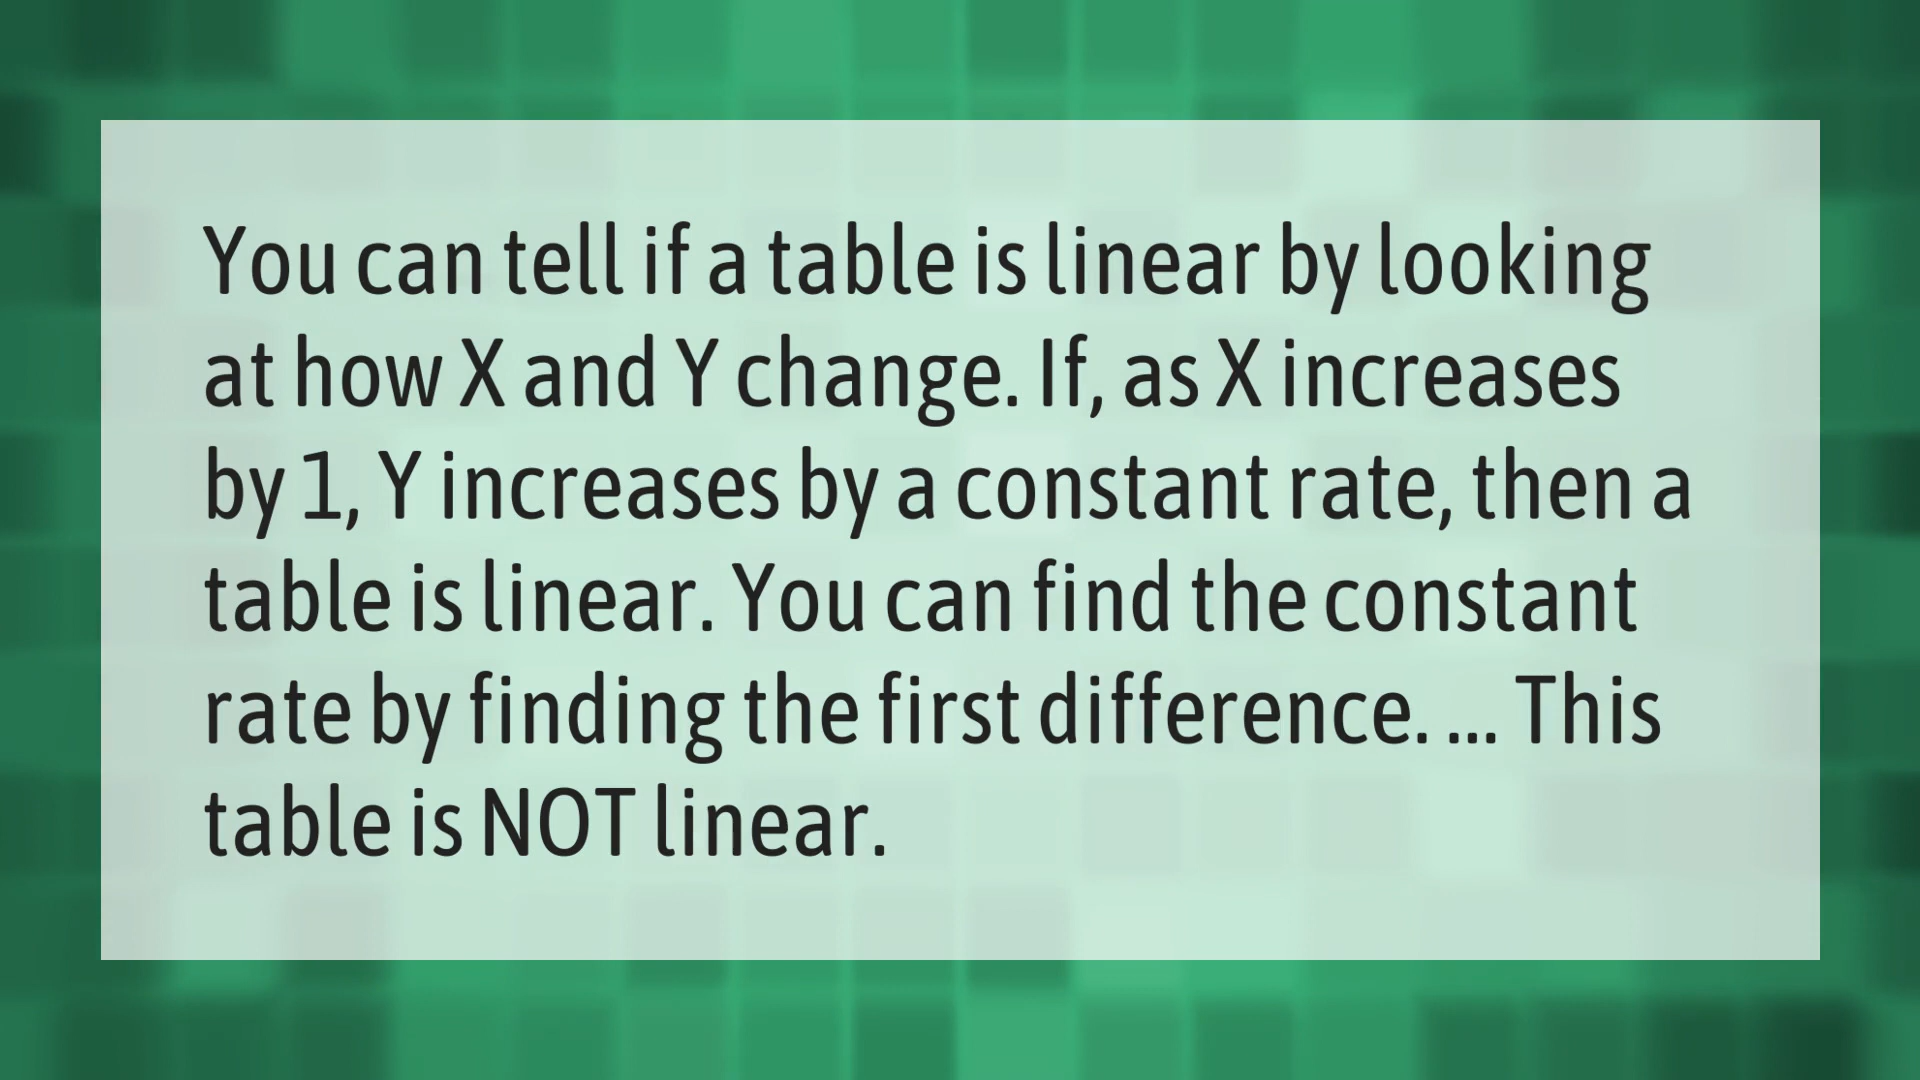 You can tell if a table is linear by looking
at how X and Y change. If, as X increases
by 1, Y increases by a constant rate, then a
table is linear. You can find the constant
rate by finding the first difference. ... This
table is NOT linear.